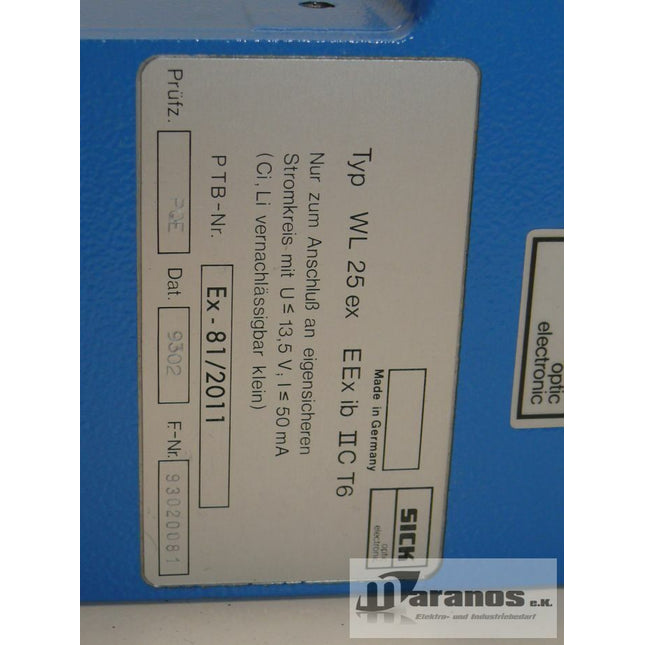 SICK
optic
electronic
Made in Germany
Typ WL 25 ex EEx ib II C T6
Nur zum Anschluß an eigensicheren
Stromkreis mit U ≤ 13,5 V; I ≤ 50 mA
(Ci, Li vernachlässigbar klein)
PTB-Nr. Ex-81/2011
Prüfz. Dat. 9302 F.-Nr. 93020081
optic
electronic
Maranos e.K.
Elektro- und Industriebedarf